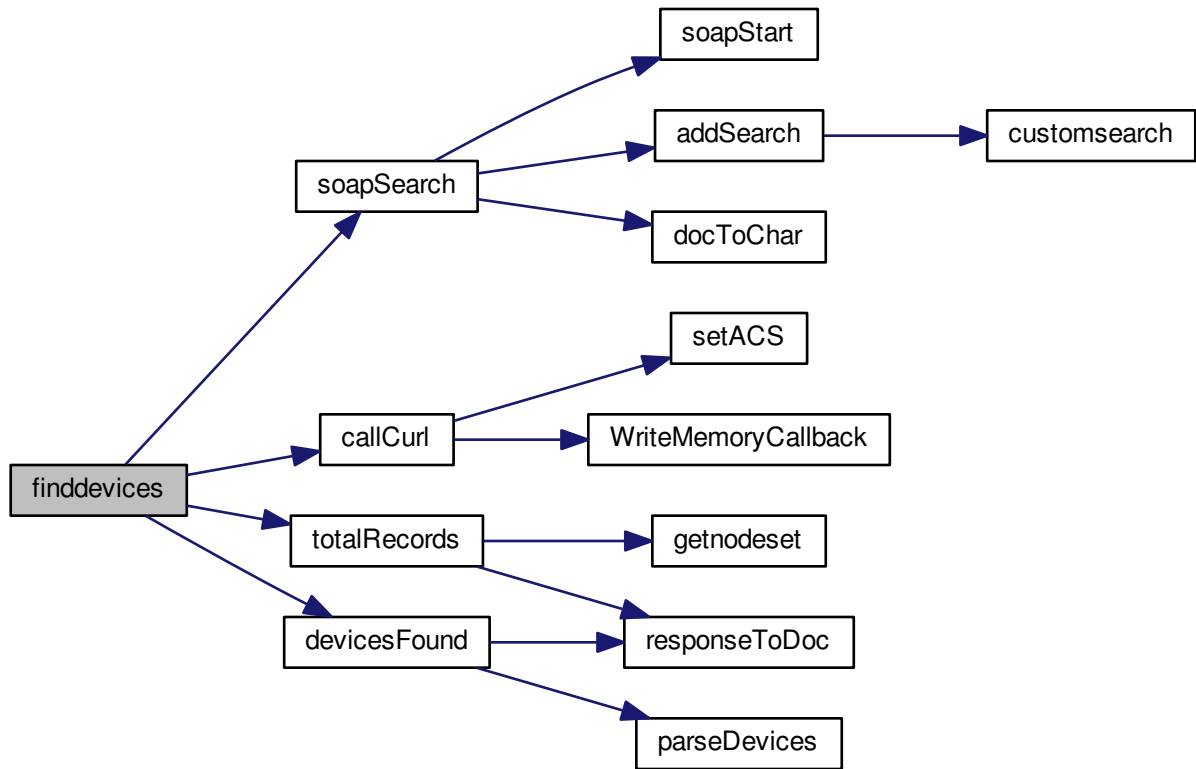 soapStart
addSearch
customsearch
soapSearch
docToChar
setACS
callCurl
WriteMemoryCallback
finddevices
totalRecords
getnodeset
devicesFound
responseToDoc
parseDevices